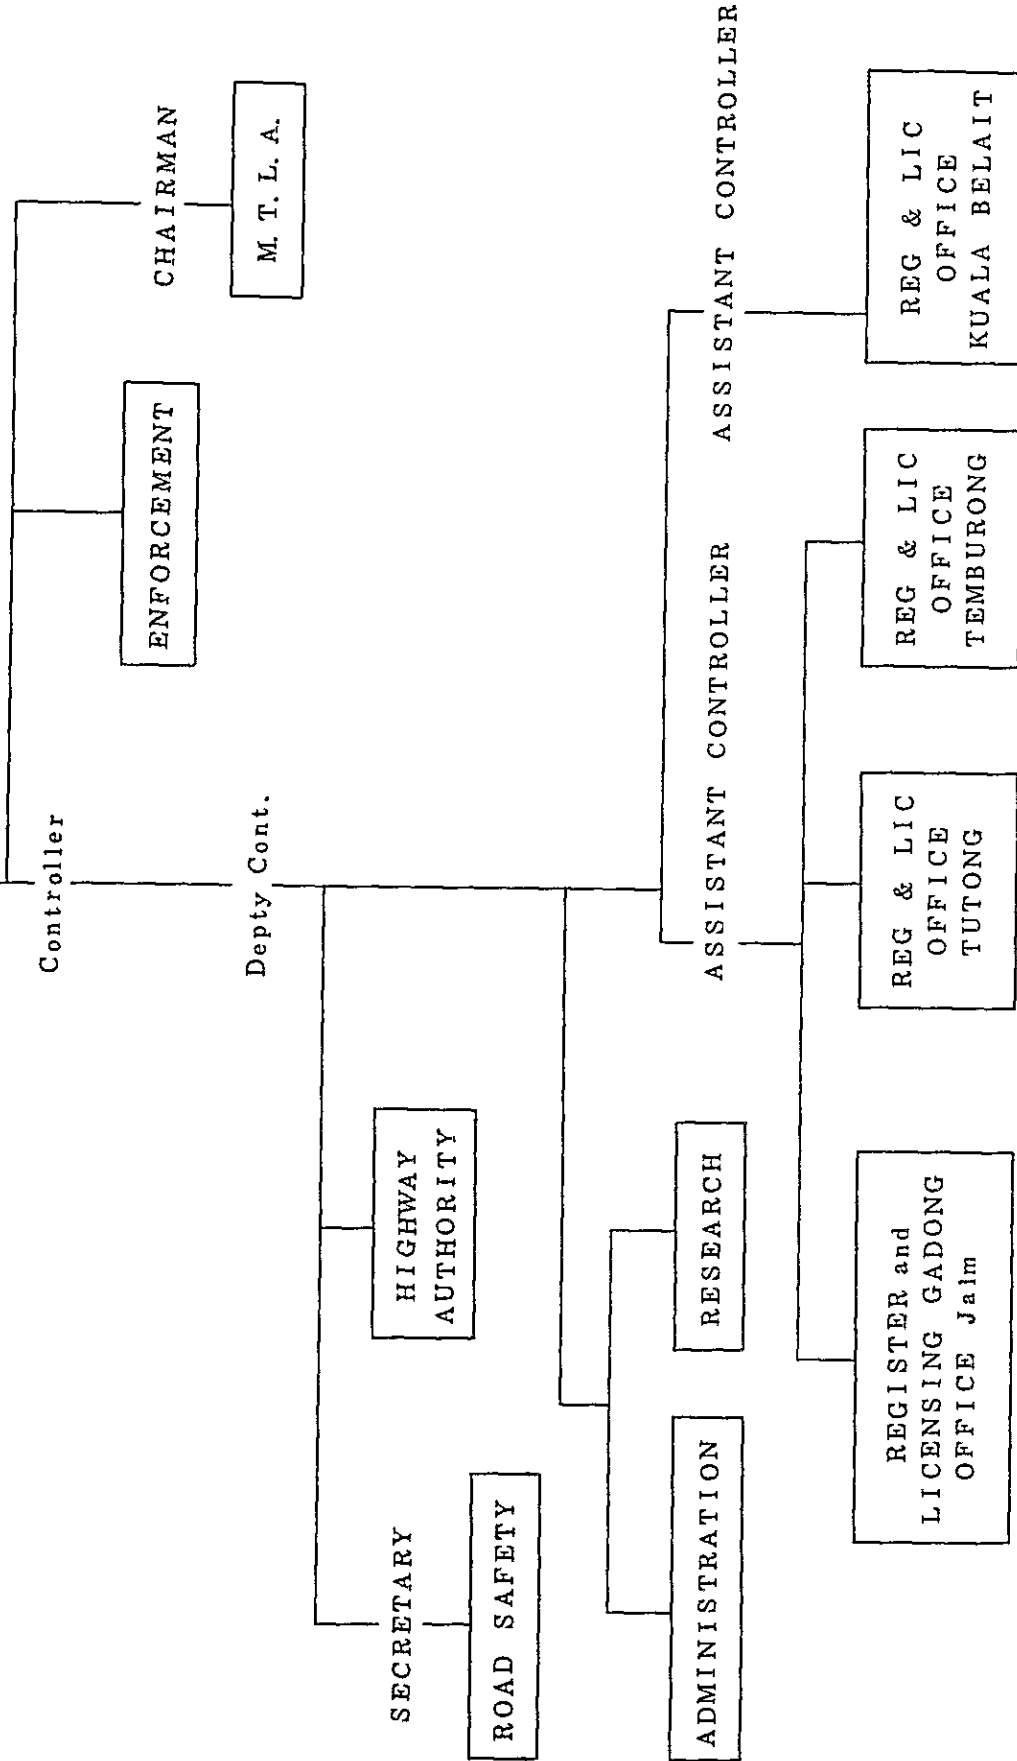 Controller
CHAIRMAN
ENFORCEMENT
M. T. L. A.
Depty Cont.
SECRETARY
HIGHWAY
AUTHORITY
ROAD SAFETY
ADMINISTRATION
RESEARCH
ASSISTANT CONTROLLER
ASSISTANT CONTROLLER
REGISTER and
LICENSING GADONG
OFFICE Jalm
REG & LIC
OFFICE
TUTONG
REG & LIC
OFFICE
TEMBURONG
REG & LIC
OFFICE
KUALA BELAIT